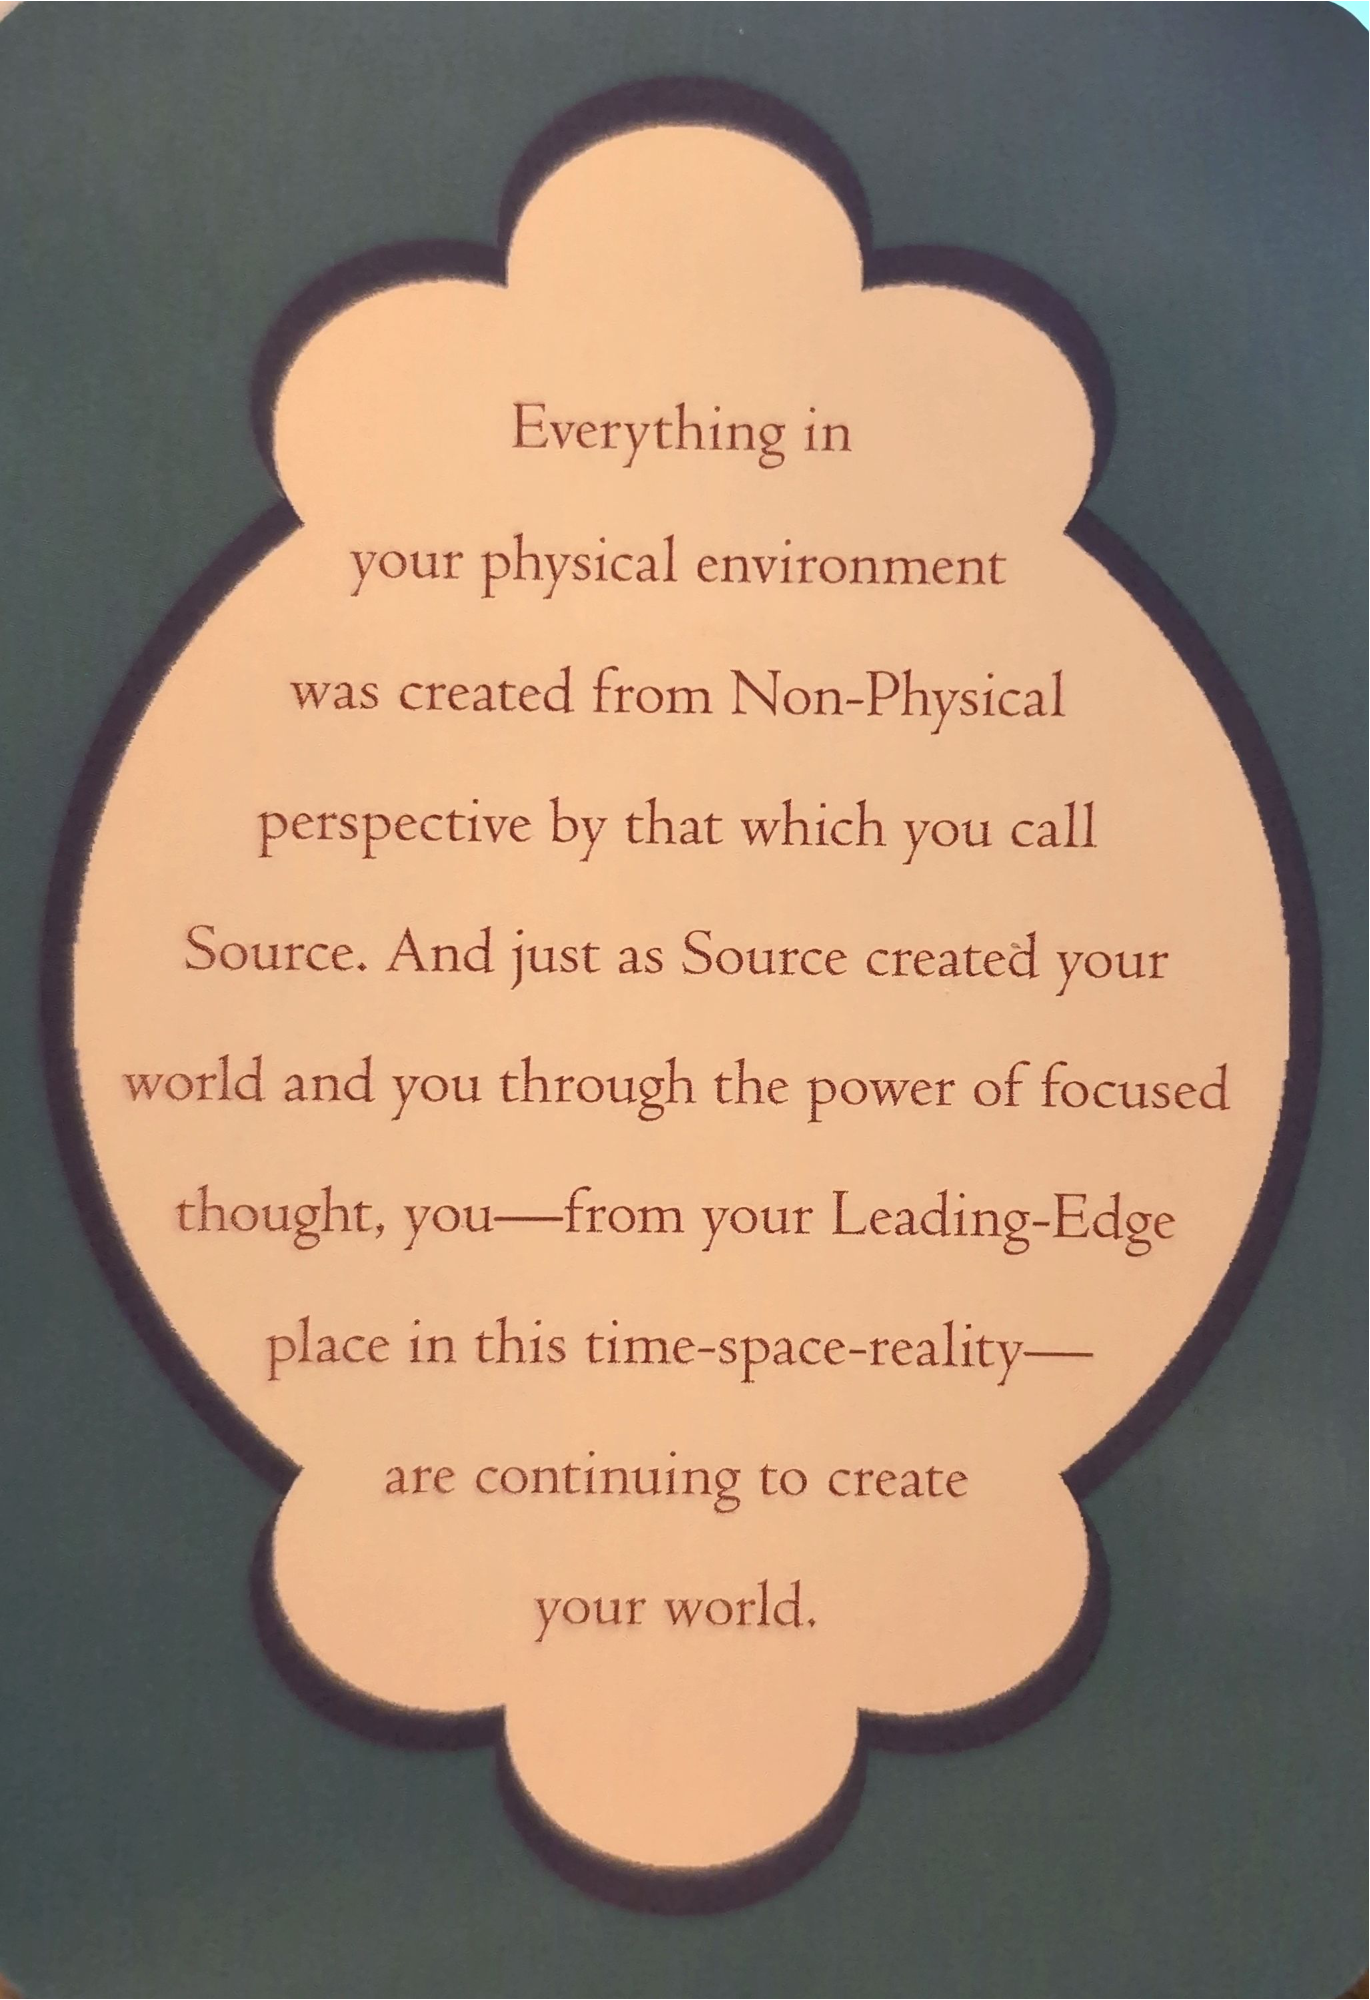 Everything in
your physical environment
was created from Non-Physical
perspective by that which you call
Source. And just as Source created your
world and you through the power of focused
thought, you—from your Leading-Edge
place in this time-space-reality—
are continuing to create
your world.